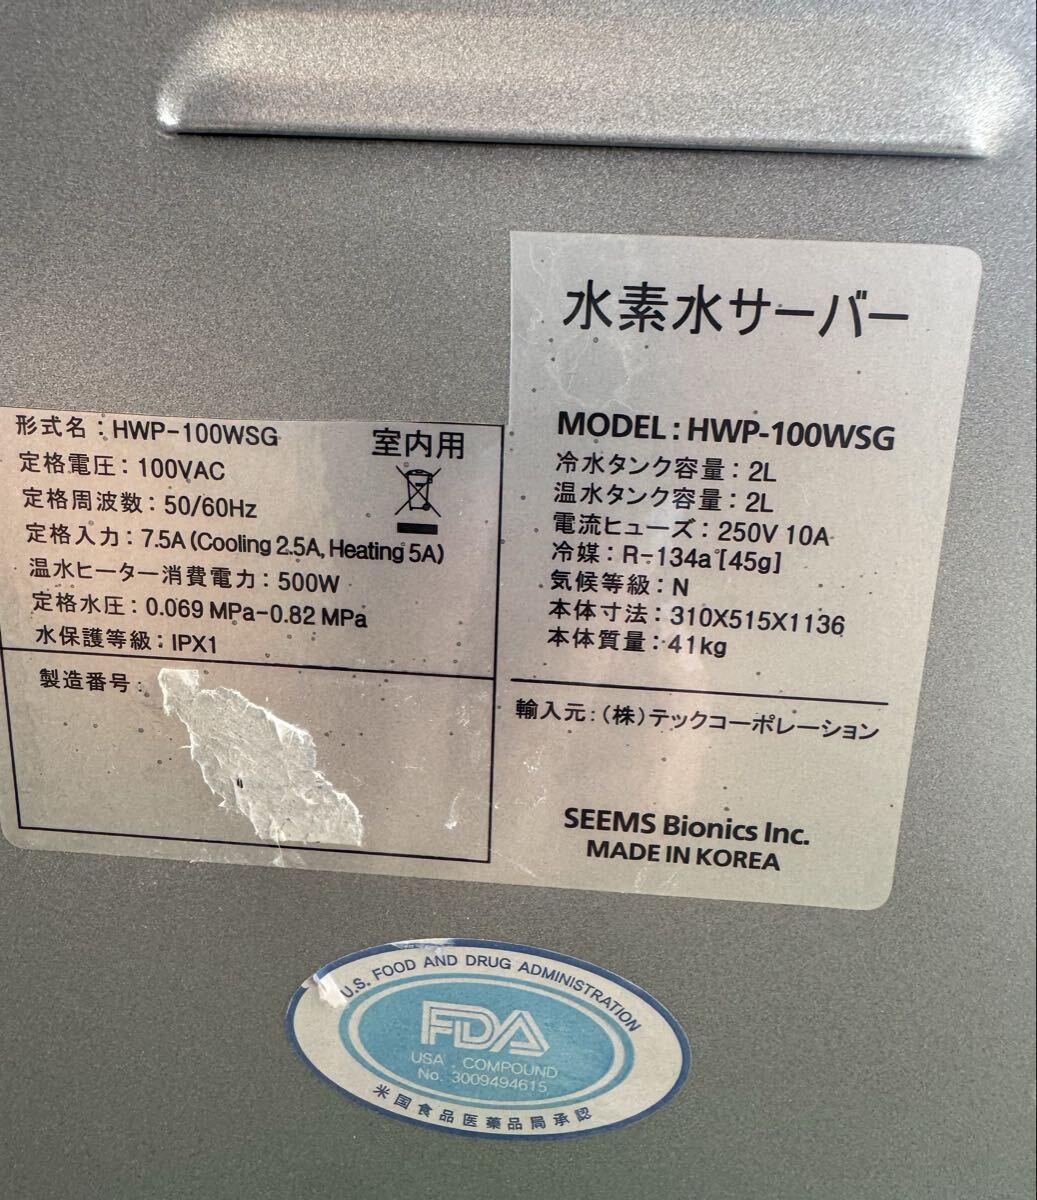 水素水サーバー
MODEL : HWP-100WSG
冷水タンク容量 : 2L
温水タンク容量 : 2L
電流ヒューズ : 250V 10A
冷媒 : R-134a [45g]
気候等級 : N
本体寸法 : 310X515X1136
本体質量 : 41kg
輸入元 : (株)テックコーポレーション
SEEMS Bionics Inc.
MADE IN KOREA
形式名 : HWP-100WSG
室内用
定格電圧 : 100VAC
定格周波数 : 50/60Hz
定格入力 : 7.5A (Cooling 2.5A, Heating 5A)
温水ヒーター消費電力 : 500W
定格水圧 : 0.069 MPa-0.82 MPa
水保護等級 : IPX1
製造番号 :
U.S. FOOD AND DRUG ADMINISTRATION
FDA
USA . COMPOUND
No. 3009494615
米国食品医薬品局承認